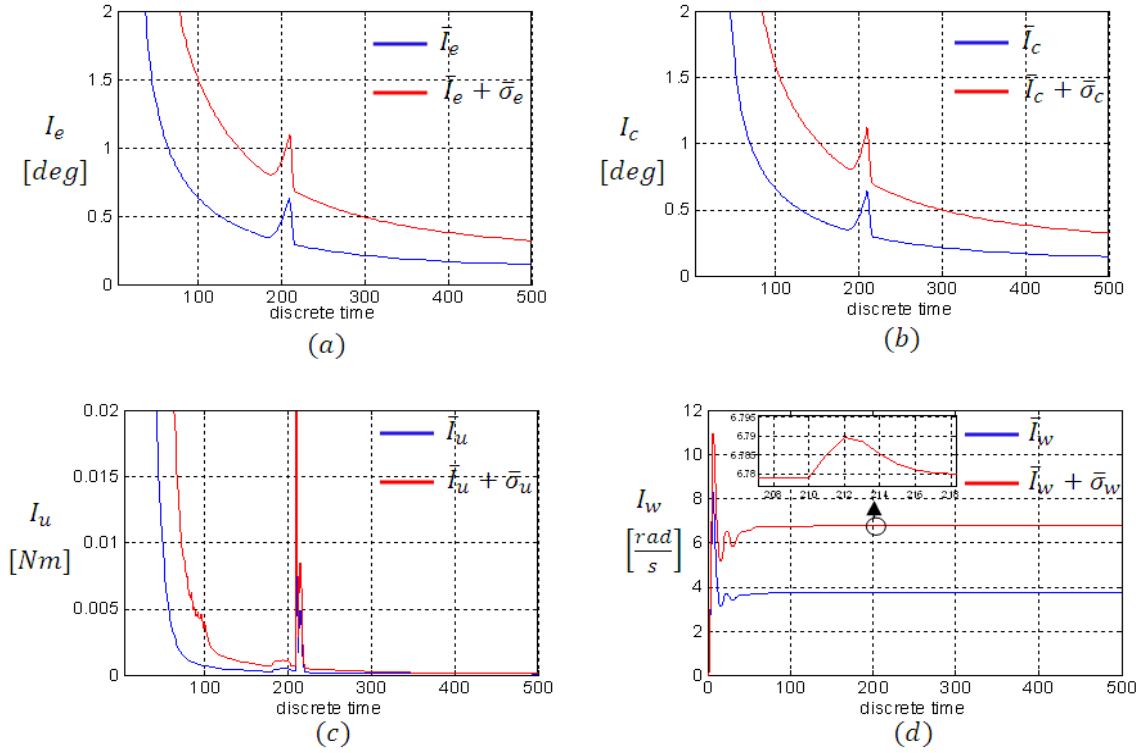 2
1.5
1
0.5
0
I_e
[deg]
Ī_e
Ī_e + σ̄_e
100 200 300 400 500
discrete time
(a)
2
1.5
1
0.5
0
I_c
[deg]
Ī_c
Ī_c + σ̄_c
100 200 300 400 500
discrete time
(b)
0.02
0.015
0.01
0.005
0
I_u
[Nm]
Ī_u
Ī_u + σ̄_u
100 200 300 400 500
discrete time
(c)
12
10
8
6
4
2
0
I_w
[rad/s]
6.795
6.79
6.785
6.78
208 210 212 214 216 218
Ī_w
Ī_w + σ̄_w
0 100 200 300 400 500
discrete time
(d)